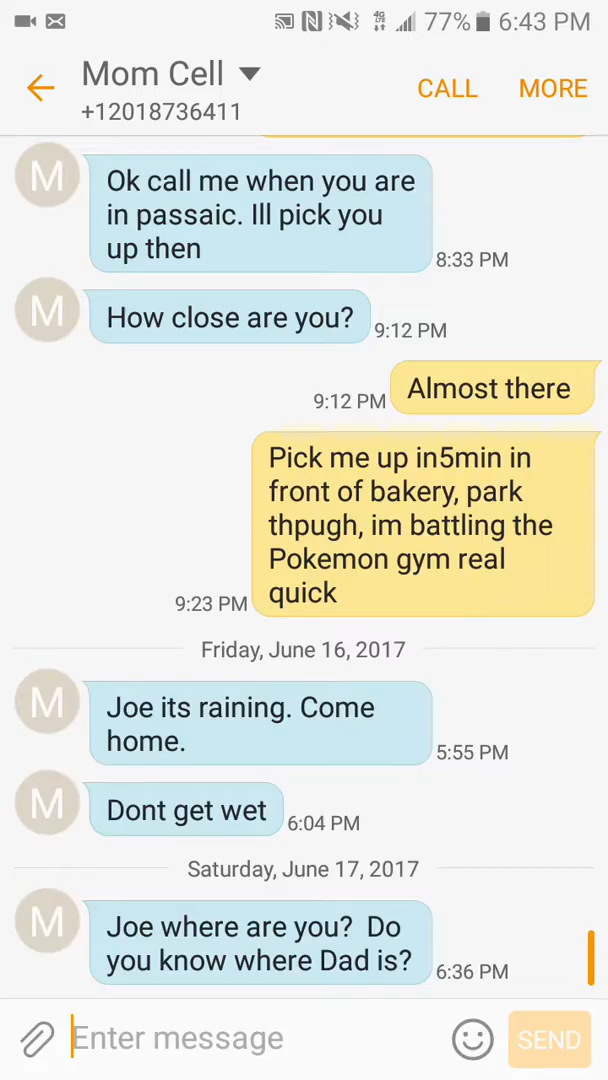 77% 6:43 PM
Mom Cell
+12018736411
CALL
MORE
M
Ok call me when you are
in passaic. Ill pick you
up then
8:33 PM
M
How close are you?
9:12 PM
Almost there
9:12 PM
Pick me up in5min in
front of bakery, park
thpugh, im battling the
Pokemon gym real
quick
9:23 PM
Friday, June 16, 2017
M
Joe its raining. Come
home.
5:55 PM
M
Dont get wet
6:04 PM
Saturday, June 17, 2017
M
Joe where are you?  Do
you know where Dad is?
6:36 PM
Enter message
SEND